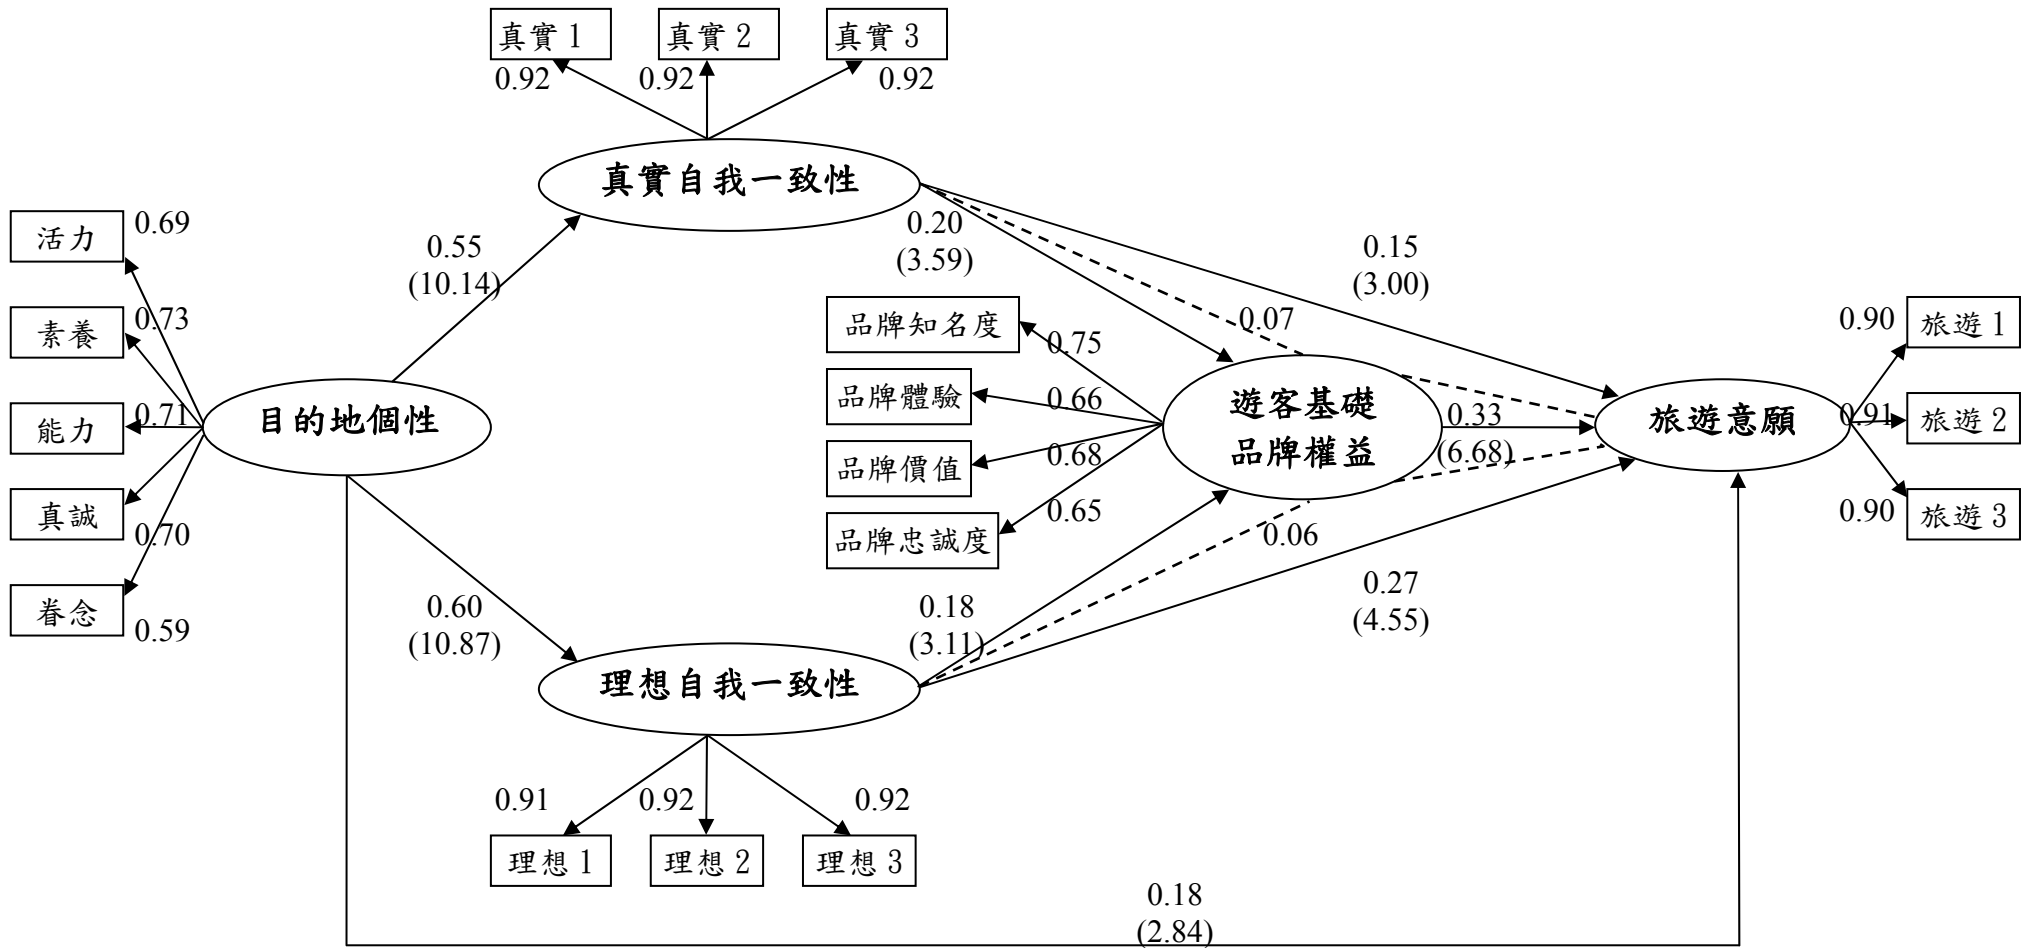 真實 1
真實 2
真實 3
0.92
0.92
0.92
真實自我一致性
活力
0.69
0.55
(10.14)
0.20
(3.59)
0.15
(3.00)
素養
0.73
品牌知名度
0.75
0.07
0.90
旅遊 1
能力
0.71
目的地個性
品牌體驗
0.66
遊客基礎
品牌權益
0.33
(6.68)
旅遊意願
0.91
旅遊 2
品牌價值
0.68
真誠
0.70
品牌忠誠度
0.65
0.06
0.90
旅遊 3
眷念
0.59
0.60
(10.87)
0.18
(3.11)
0.27
(4.55)
理想自我一致性
0.91
0.92
0.92
理想 1
理想 2
理想 3
0.18
(2.84)